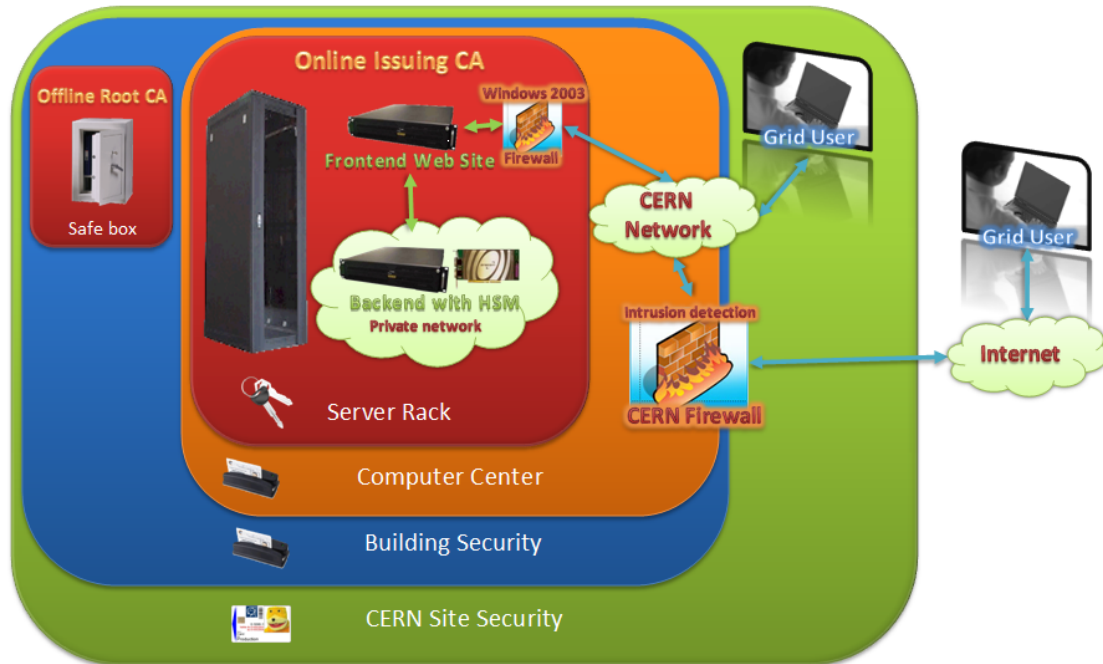 Online Issuing CA
Offline Root CA
Safe box
Windows 2003
Firewall
Frontend Web Site
Backend with HSM
Private network
Server Rack
CERN
Network
Grid User
Grid User
Intrusion detection
CERN Firewall
Internet
Computer Center
Building Security
CERN Site Security